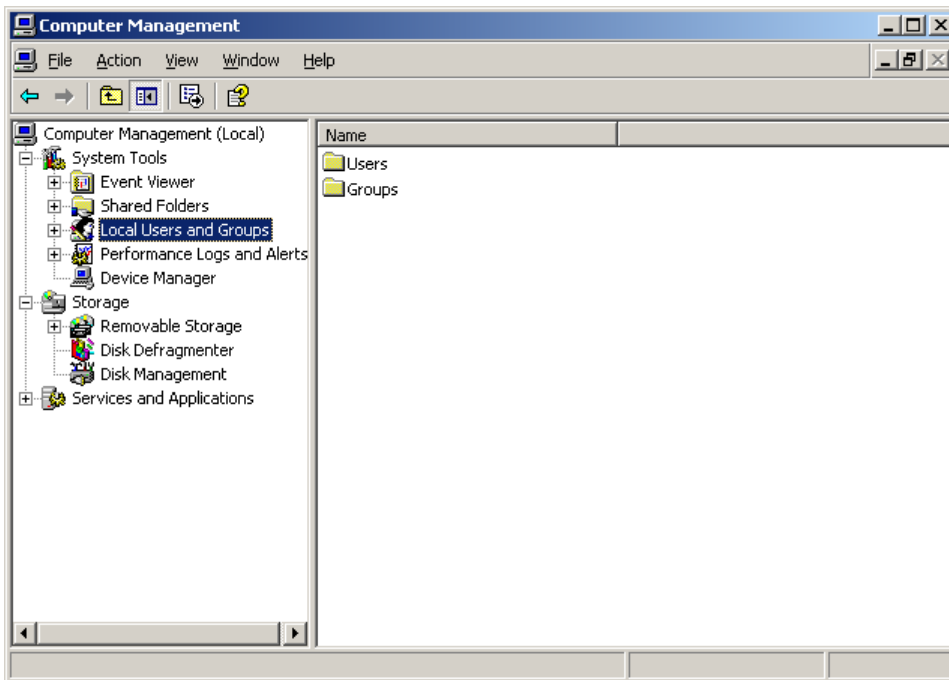 Computer Management
File Action View Window Help
Computer Management (Local)
System Tools
Event Viewer
Shared Folders
Local Users and Groups
Performance Logs and Alerts
Device Manager
Storage
Removable Storage
Disk Defragmenter
Disk Management
Services and Applications
Name
Users
Groups